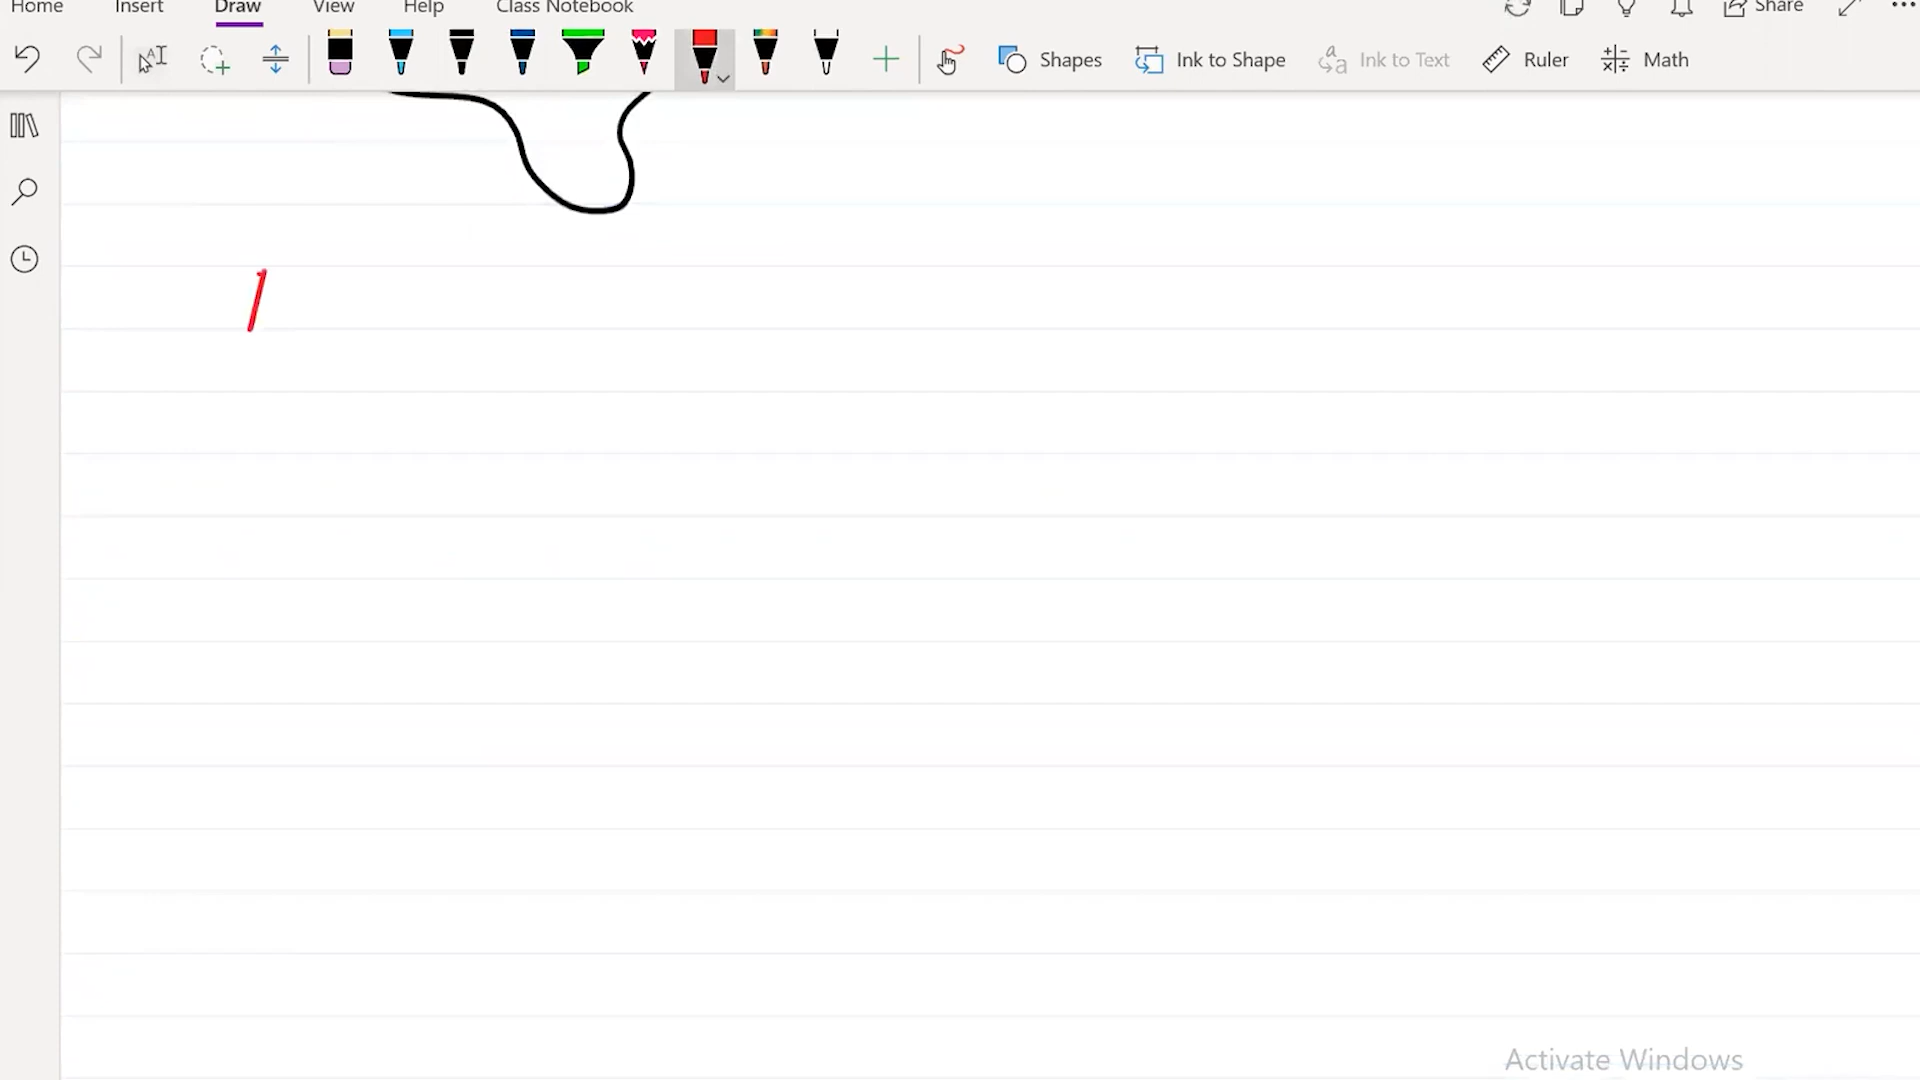 Home Insert Draw View Help Class Notebook Share
Shapes Ink to Shape Ink to Text Ruler Math
Activate Windows